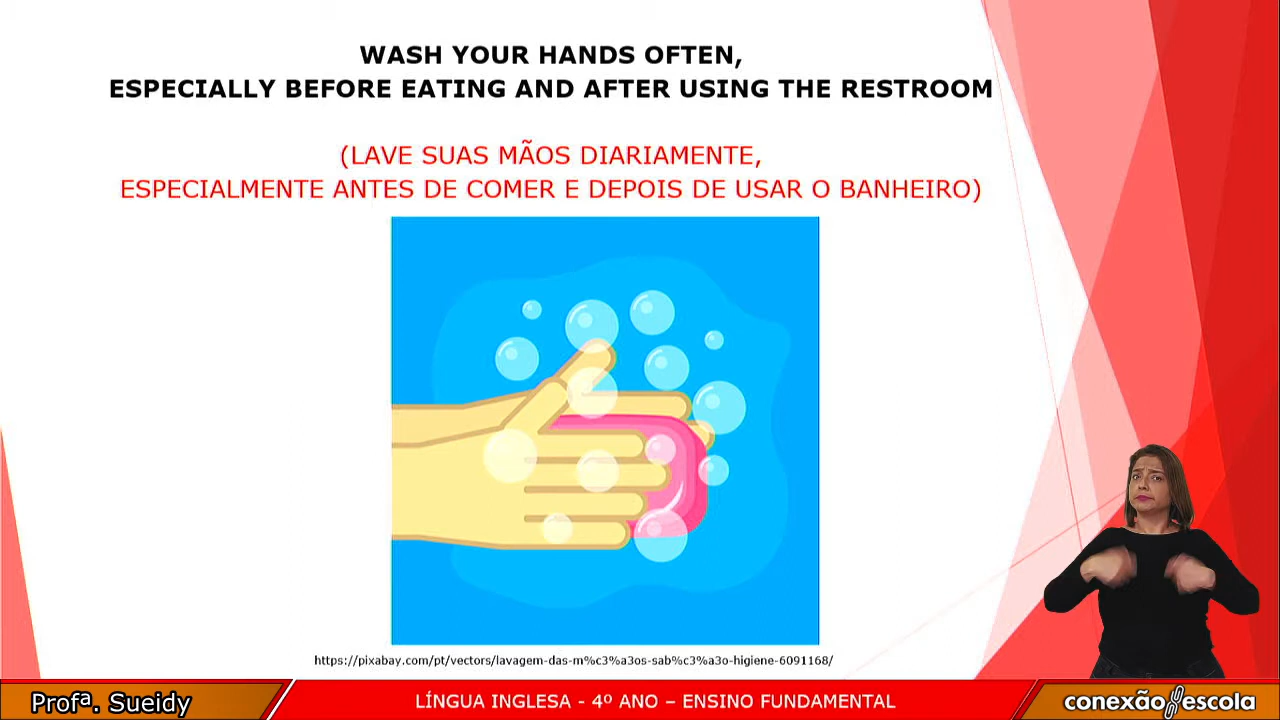 WASH YOUR HANDS OFTEN,
ESPECIALLY BEFORE EATING AND AFTER USING THE RESTROOM
(LAVE SUAS MÃOS DIARIAMENTE,
ESPECIALMENTE ANTES DE COMER E DEPOIS DE USAR O BANHEIRO)
https://pixabay.com/pt/vectors/lavagem-das-m%c3%a3os-sab%c3%a3o-higiene-6091168/
Profª. Sueidy
LÍNGUA INGLESA - 4º ANO – ENSINO FUNDAMENTAL
conexão escola